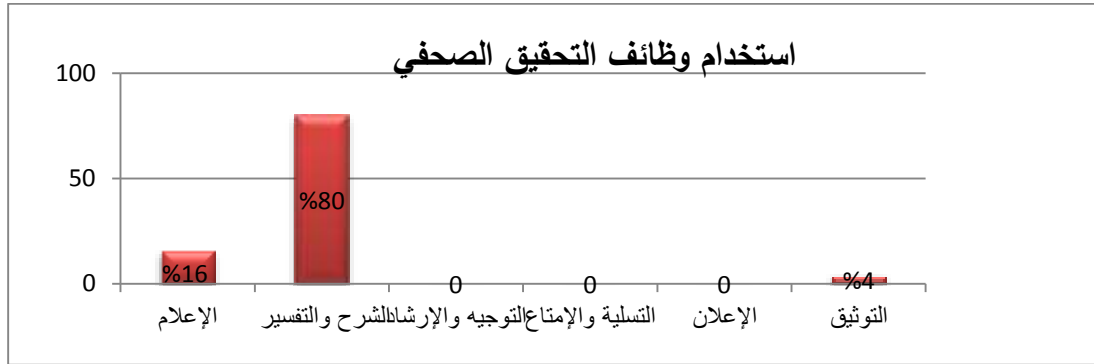 استخدام وظائف التحقيق الصحفي
100
50
0
%16
%80
0
0
0
%4
الإعلام
الشرح والتفسير
التوجيه والإرشاد
التسلية والإمتاع
الإعلان
التوثيق